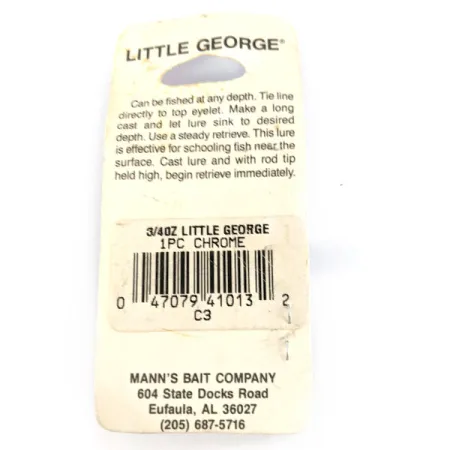 LITTLE GEORGE®
Can be fished at any depth. Tie line
directly to top eyelet. Make a long
cast and let lure sink to desired
depth. Use a steady retrieve. This lure
is effective for schooling fish near the
surface. Cast lure and with rod tip
held high, begin retrieve immediately.
3/4OZ LITTLE GEORGE
1PC CHROME
0 47079 41013 2
C3
MANN'S BAIT COMPANY
604 State Docks Road
Eufaula, AL 36027
(205) 687-5716